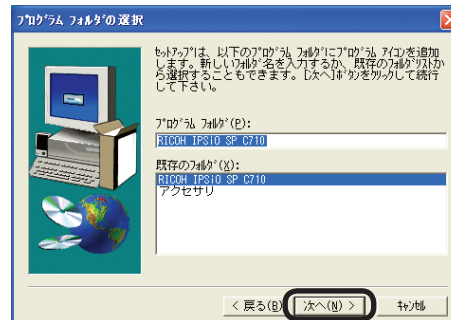 ﾌﾟﾛｸﾞﾗﾑ ﾌｫﾙﾀﾞの選択
ｾｯﾄｱｯﾌﾟは、以下のﾌﾟﾛｸﾞﾗﾑ ﾌｫﾙﾀﾞにﾌﾟﾛｸﾞﾗﾑ ｱｲｺﾝを追加
します。新しいﾌｫﾙﾀﾞ名を入力するか、既存のﾌｫﾙﾀﾞﾘｽﾄか
ら選択することもできます。[次へ]ﾎﾞﾀﾝをｸﾘｯｸして続行
して下さい。
ﾌﾟﾛｸﾞﾗﾑ ﾌｫﾙﾀﾞ(P):
RICOH IPSiO SP C710
既存のﾌｫﾙﾀﾞ(X):
RICOH IPSiO SP C710
アクセサリ
< 戻る(B) 次へ(N) > ｷｬﾝｾﾙ